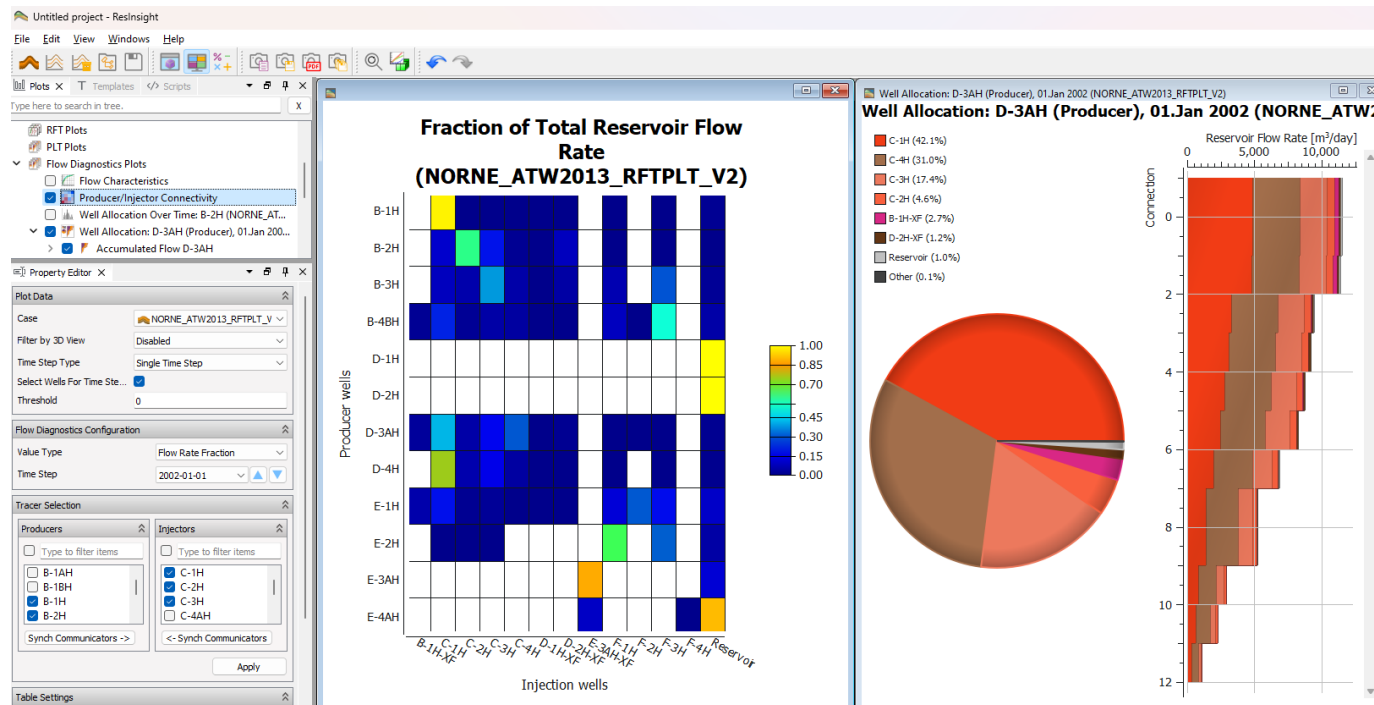 Untitled project - ResInsight
File Edit View Windows Help
Plots X T Templates </> Scripts
Type here to search in tree. X
RFT Plots
PLT Plots
Flow Diagnostics Plots
Flow Characteristics
Producer/Injector Connectivity
Well Allocation Over Time: B-2H (NORNE_AT...
Well Allocation: D-3AH (Producer), 01.Jan 200...
Accumulated Flow D-3AH
Property Editor X
Plot Data
Case NORNE_ATW2013_RFTPLT_V
Filter by 3D View Disabled
Time Step Type Single Time Step
Select Wells For Time Ste...
Threshold 0
Flow Diagnostics Configuration
Value Type Flow Rate Fraction
Time Step 2002-01-01
Tracer Selection
Producers Injectors
Type to filter items Type to filter items
B-1AH C-1H
B-1BH C-2H
B-1H C-3H
B-2H C-4AH
Synch Communicators -> <- Synch Communicators
Apply
Table Settings
Fraction of Total Reservoir Flow
Rate
(NORNE_ATW2013_RFTPLT_V2)
Producer wells
B-1H
B-2H
B-3H
B-4BH
D-1H
D-2H
D-3AH
D-4H
E-1H
E-2H
E-3AH
E-4AH
B-1H-XF C-1H C-2H C-3H C-4H D-1H-XF D-2H-XF E-3AH-XF F-1H F-2H F-3H F-4H Reservoir
Injection wells
1.00
0.85
0.70
0.45
0.30
0.15
0.00
Well Allocation: D-3AH (Producer), 01.Jan 2002 (NORNE_ATW2013_RFTPLT_V2)
Well Allocation: D-3AH (Producer), 01.Jan 2002 (NORNE_ATW2
C-1H (42.1%)
C-4H (31.0%)
C-3H (17.4%)
C-2H (4.6%)
B-1H-XF (2.7%)
D-2H-XF (1.2%)
Reservoir (1.0%)
Other (0.1%)
Reservoir Flow Rate [m³/day]
0 5,000 10,000
Connection
0
2
4
6
8
10
12